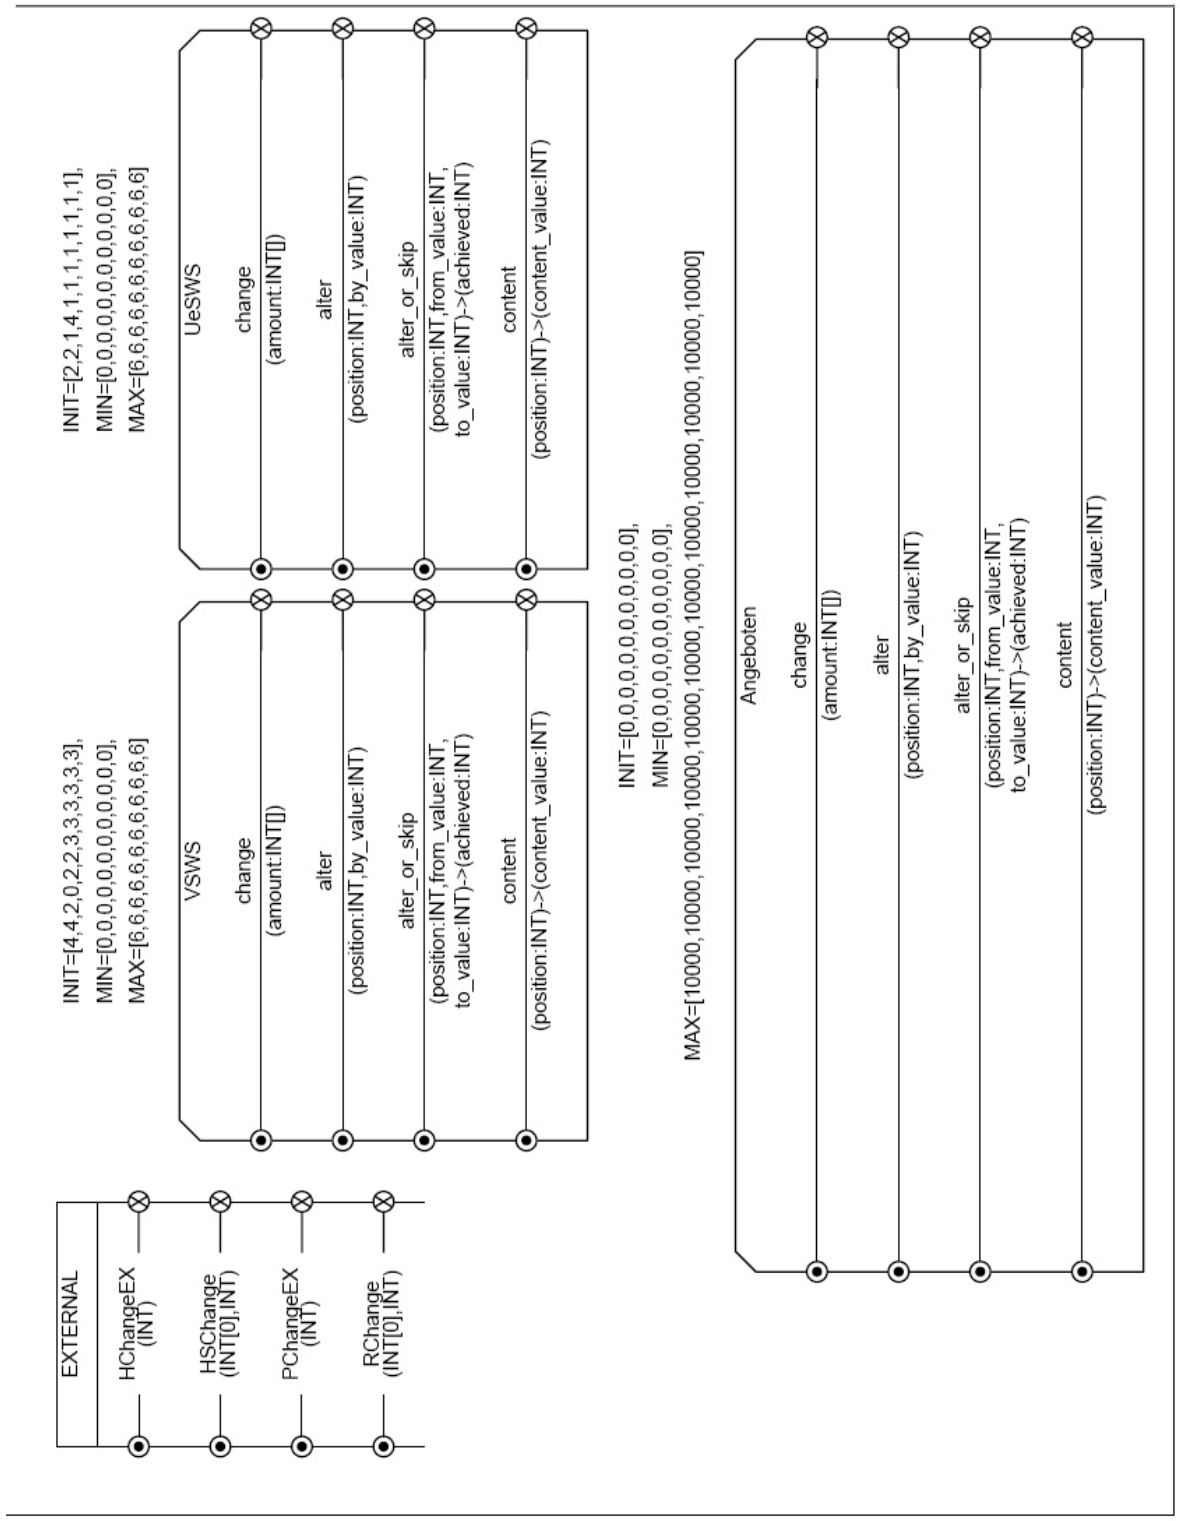 EXTERNAL
HChangeEX
(INT)
HSChange
(INT[0],INT)
PChangeEX
(INT)
RChange
(INT[0],INT)
INIT=[4,4,2,0,2,2,3,3,3,3,3],
MIN=[0,0,0,0,0,0,0,0,0,0,0],
MAX=[6,6,6,6,6,6,6,6,6,6,6]
VSWS
change
(amount:INT[])
alter
(position:INT,by_value:INT)
alter_or_skip
(position:INT,from_value:INT,
to_value:INT)->(achieved:INT)
content
(position:INT)->(content_value:INT)
INIT=[2,2,1,4,1,1,1,1,1,1,1],
MIN=[0,0,0,0,0,0,0,0,0,0,0],
MAX=[6,6,6,6,6,6,6,6,6,6,6]
UeSWS
change
(amount:INT[])
alter
(position:INT,by_value:INT)
alter_or_skip
(position:INT,from_value:INT,
to_value:INT)->(achieved:INT)
content
(position:INT)->(content_value:INT)
INIT=[0,0,0,0,0,0,0,0,0,0,0],
MIN=[0,0,0,0,0,0,0,0,0,0,0],
MAX=[10000,10000,10000,10000,10000,10000,10000,10000,10000,10000,10000]
Angeboten
change
(amount:INT[])
alter
(position:INT,by_value:INT)
alter_or_skip
(position:INT,from_value:INT,
to_value:INT)->(achieved:INT)
content
(position:INT)->(content_value:INT)